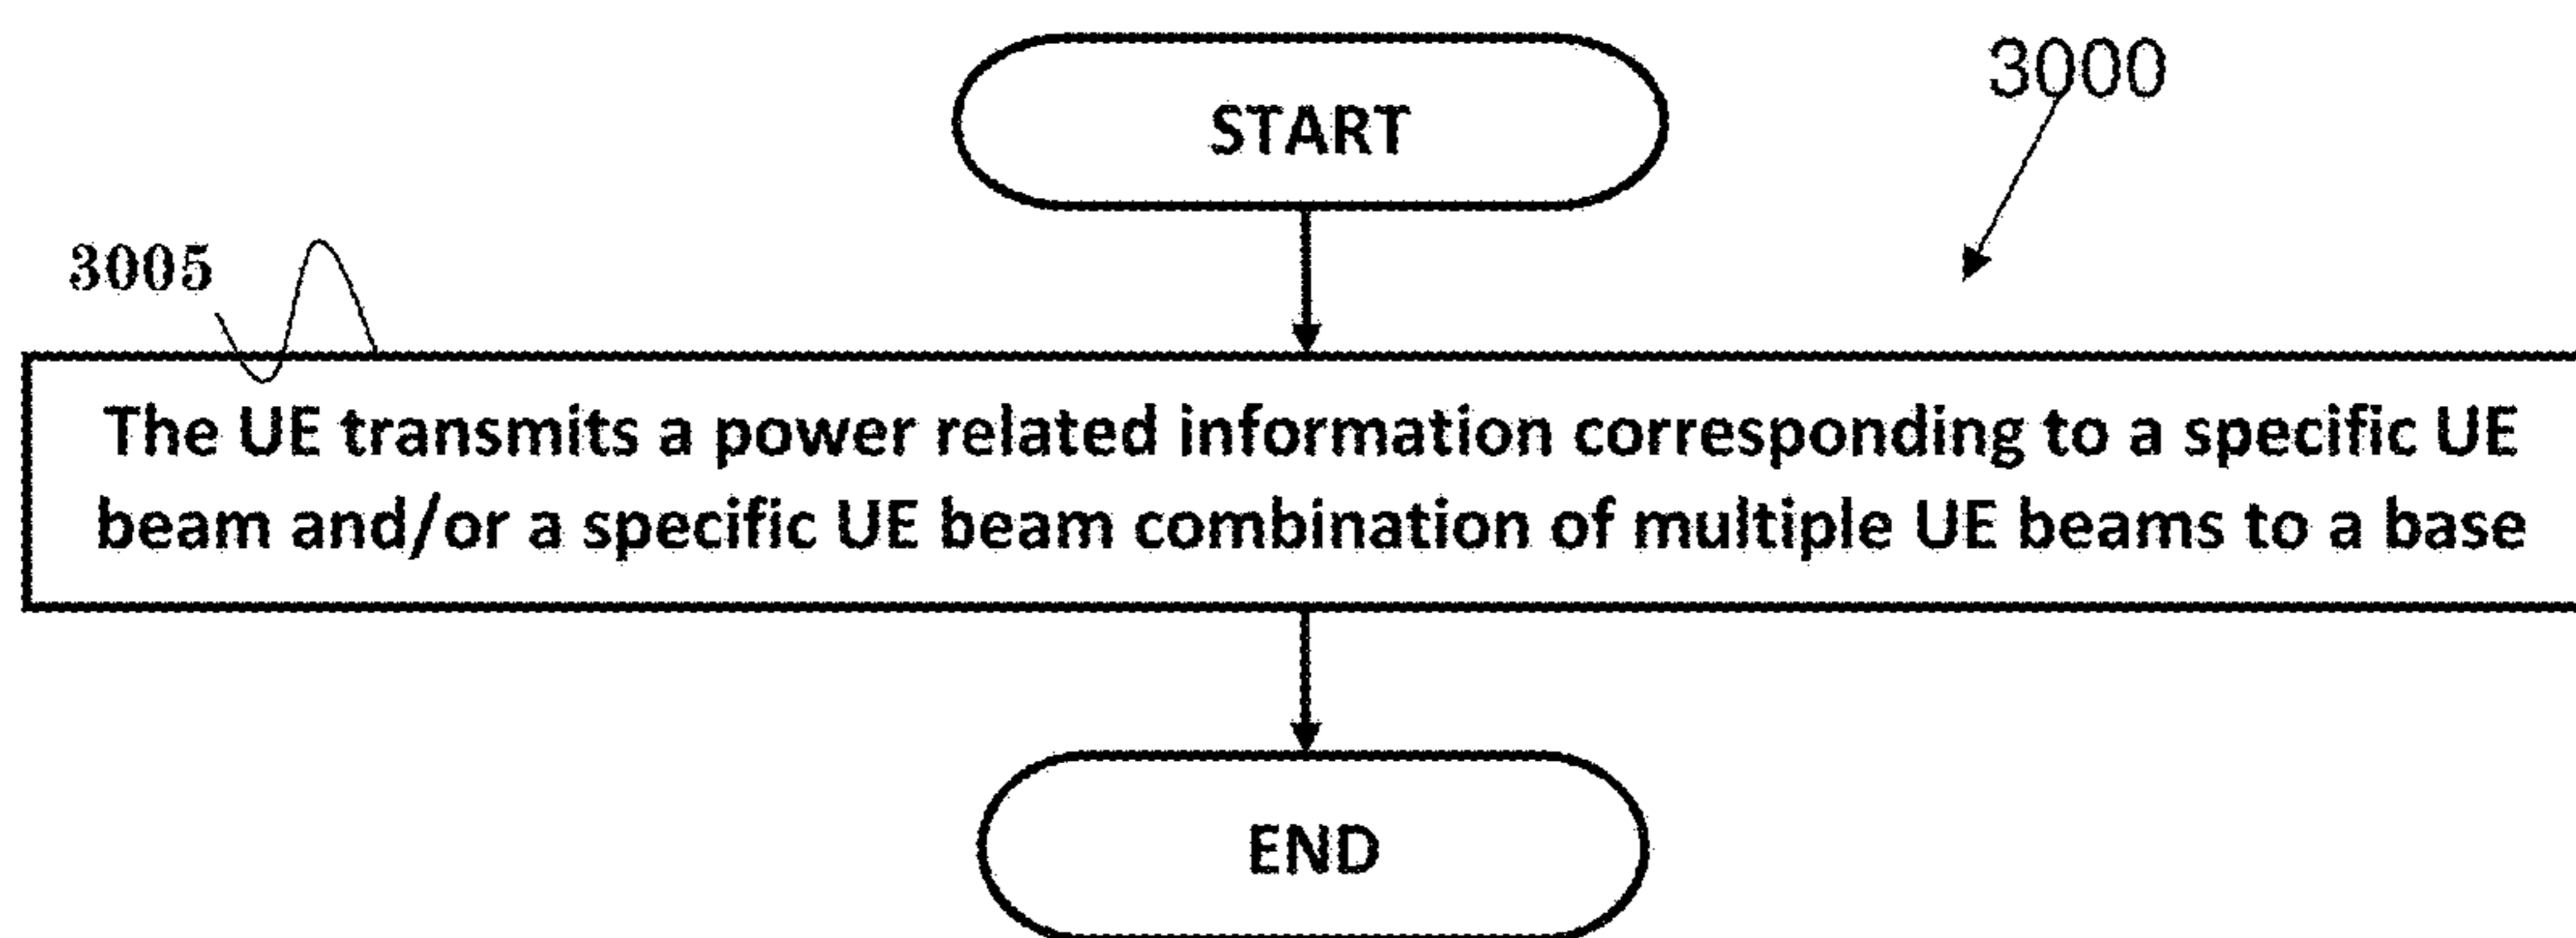 START
3000
3005
The UE transmits a power related information corresponding to a specific UE
beam and/or a specific UE beam combination of multiple UE beams to a base
END